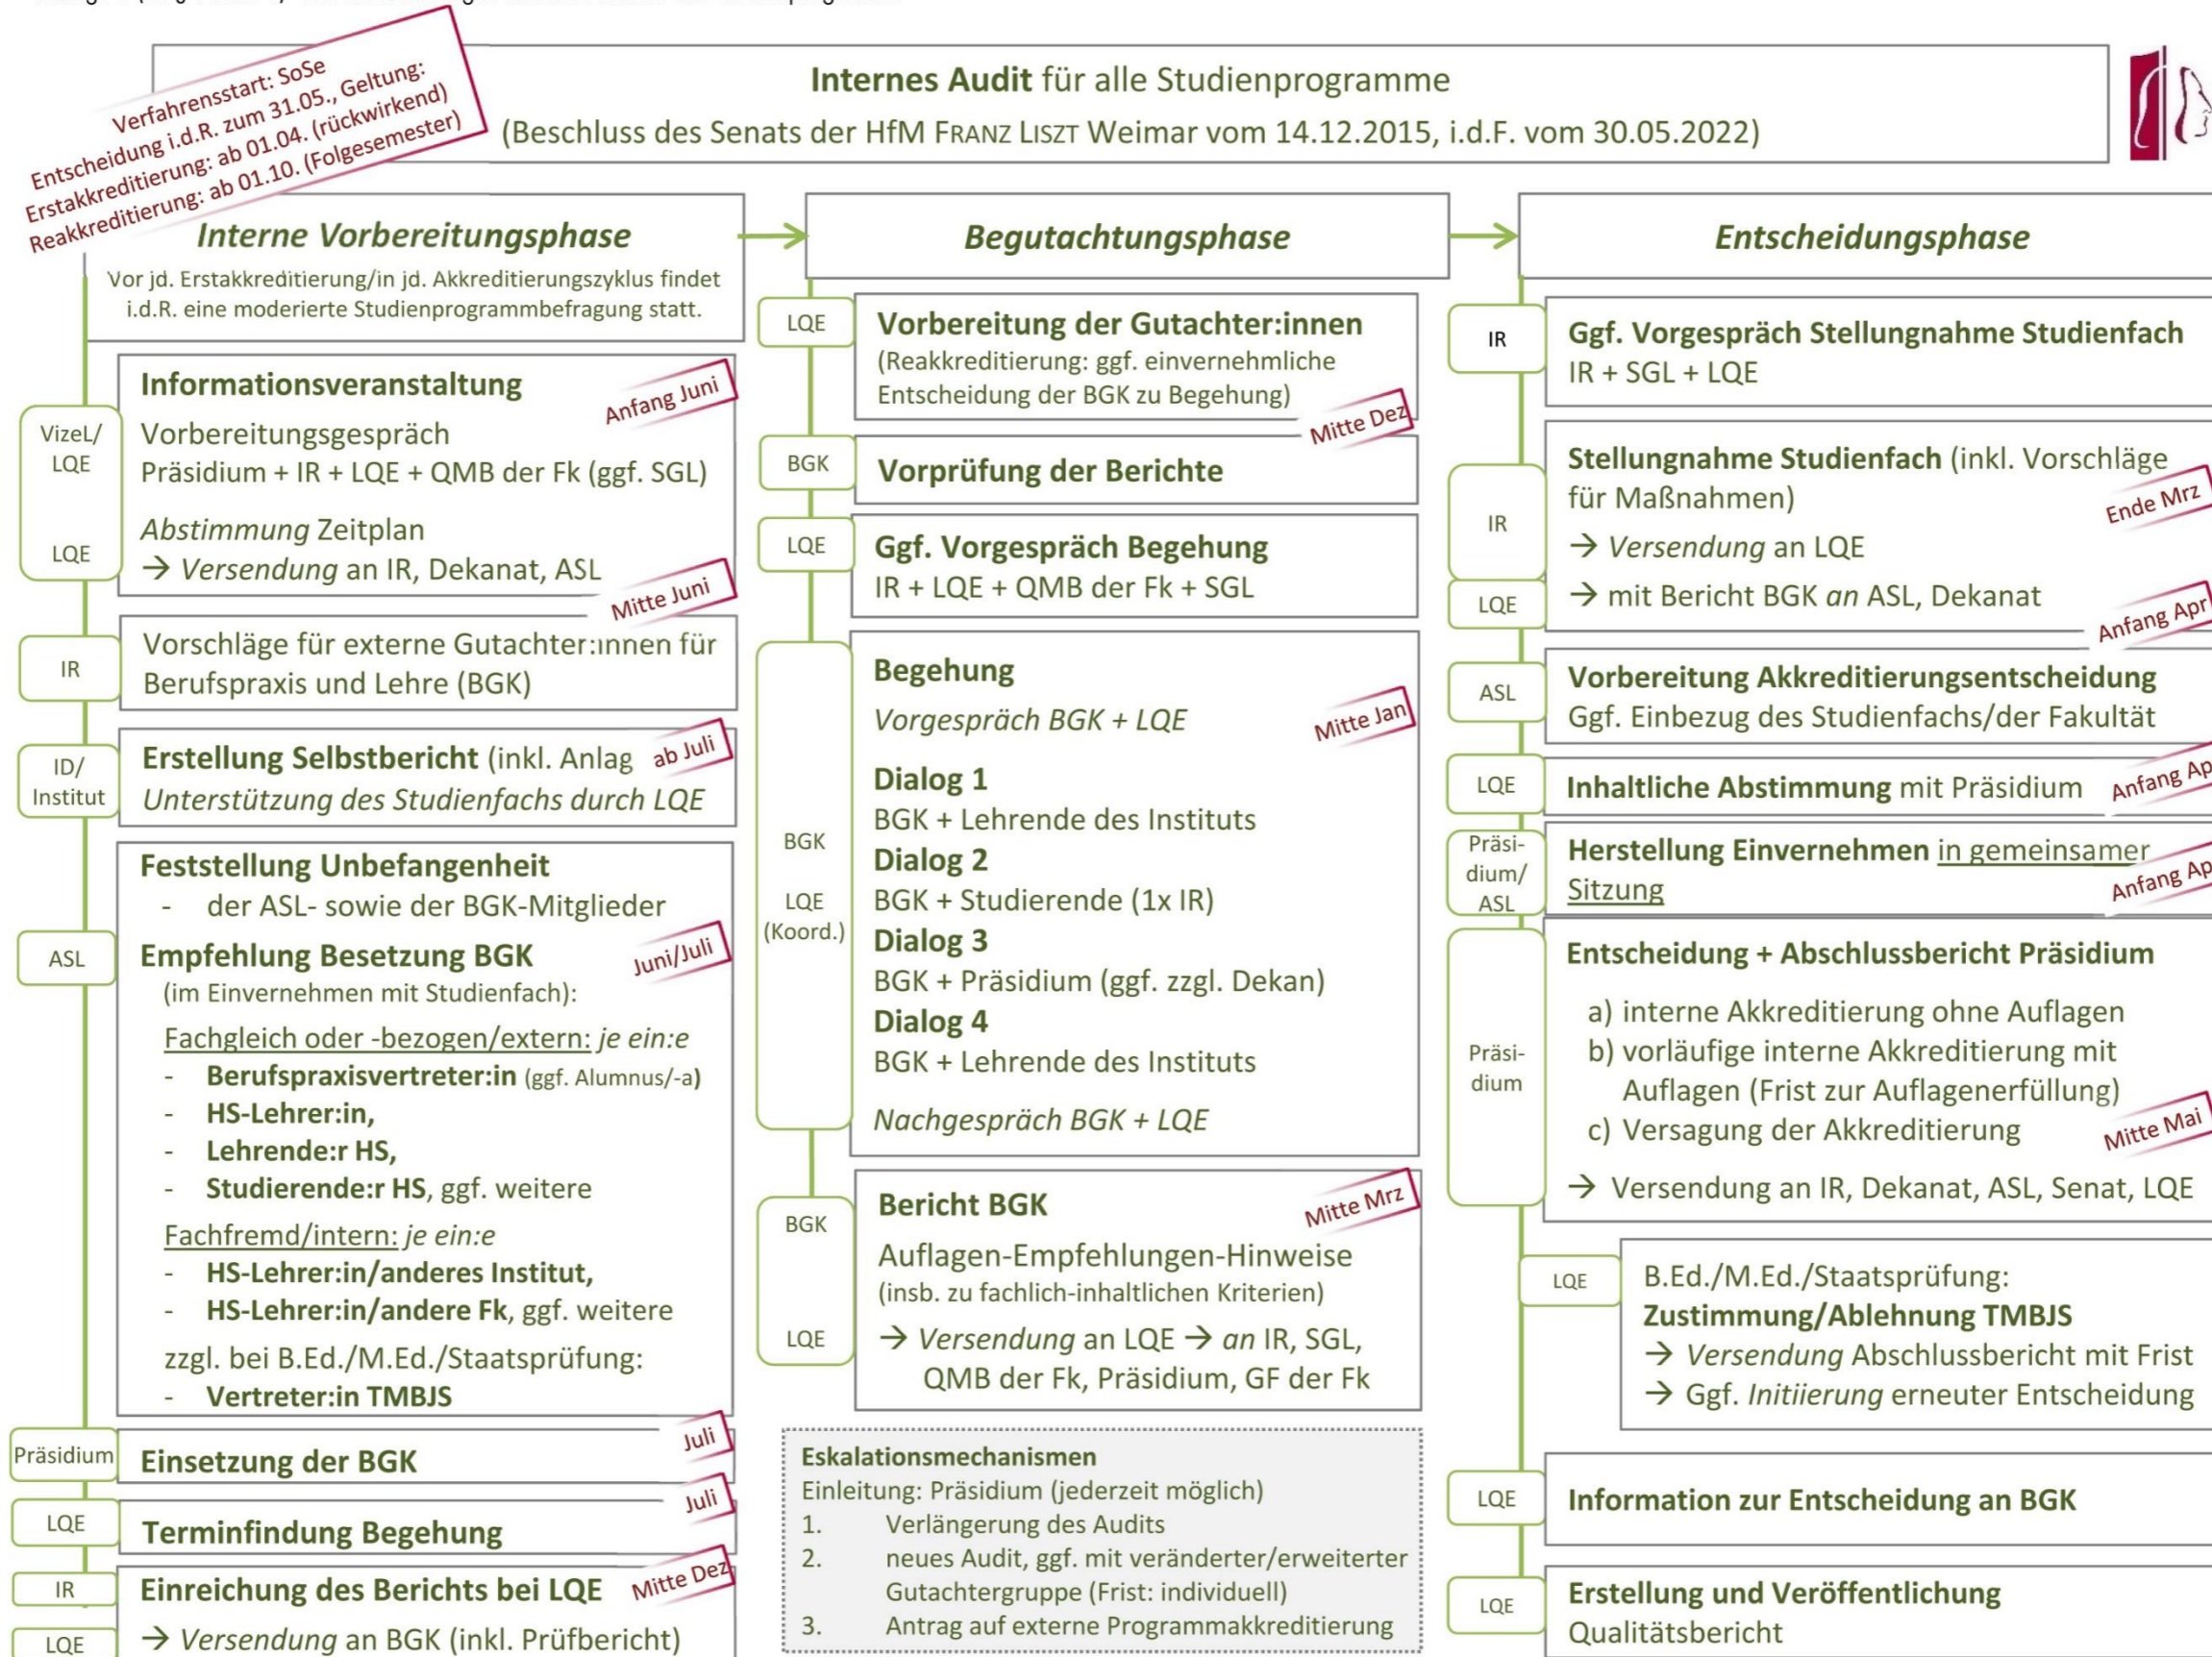 Internes Audit für alle Studienprogramme
(Beschluss des Senats der HfM FRANZ LISZT Weimar vom 14.12.2015, i.d.F. vom 30.05.2022)
Verfahrensstart: SoSe
Entscheidung i.d.R. zum 31.05., Geltung:
Erstakkreditierung: ab 01.04. (rückwirkend)
Reakkreditierung: ab 01.10. (Folgesemester)
Interne Vorbereitungsphase
Vor jd. Erstakkreditierung/in jd. Akkreditierungszyklus findet
i.d.R. eine moderierte Studienprogrammbefragung statt.
VizeL/
LQE
LQE
Informationsveranstaltung
Anfang Juni
Vorbereitungsgespräch
Präsidium + IR + LQE + QMB der Fk (ggf. SGL)
Abstimmung Zeitplan
→ Versendung an IR, Dekanat, ASL
Mitte Juni
IR
Vorschläge für externe Gutachter:innen für
Berufspraxis und Lehre (BGK)
ID/
Institut
Erstellung Selbstbericht (inkl. Anlag
ab Juli
Unterstützung des Studienfachs durch LQE
ASL
Feststellung Unbefangenheit
- der ASL- sowie der BGK-Mitglieder
Empfehlung Besetzung BGK
Juni/Juli
(im Einvernehmen mit Studienfach):
Fachgleich oder -bezogen/extern: je ein:e
- Berufspraxisvertreter:in (ggf. Alumnus/-a)
- HS-Lehrer:in,
- Lehrende:r HS,
- Studierende:r HS, ggf. weitere
Fachfremd/intern: je ein:e
- HS-Lehrer:in/anderes Institut,
- HS-Lehrer:in/andere Fk, ggf. weitere
zzgl. bei B.Ed./M.Ed./Staatsprüfung:
- Vertreter:in TMBJS
Präsidium
Einsetzung der BGK
Juli
LQE
Terminfindung Begehung
Juli
IR
Einreichung des Berichts bei LQE
Mitte Dez
LQE
→ Versendung an BGK (inkl. Prüfbericht)
Begutachtungsphase
LQE
Vorbereitung der Gutachter:innen
(Reakkreditierung: ggf. einvernehmliche
Entscheidung der BGK zu Begehung)
Mitte Dez
BGK
Vorprüfung der Berichte
LQE
Ggf. Vorgespräch Begehung
IR + LQE + QMB der Fk + SGL
BGK
LQE
(Koord.)
Begehung
Vorgespräch BGK + LQE
Mitte Jan
Dialog 1
BGK + Lehrende des Instituts
Dialog 2
BGK + Studierende (1x IR)
Dialog 3
BGK + Präsidium (ggf. zzgl. Dekan)
Dialog 4
BGK + Lehrende des Instituts
Nachgespräch BGK + LQE
BGK
LQE
Bericht BGK
Mitte Mrz
Auflagen-Empfehlungen-Hinweise
(insb. zu fachlich-inhaltlichen Kriterien)
→ Versendung an LQE → an IR, SGL,
QMB der Fk, Präsidium, GF der Fk
Eskalationsmechanismen
Einleitung: Präsidium (jederzeit möglich)
1. Verlängerung des Audits
2. neues Audit, ggf. mit veränderter/erweiterter
Gutachtergruppe (Frist: individuell)
3. Antrag auf externe Programmakkreditierung
Entscheidungsphase
IR
Ggf. Vorgespräch Stellungnahme Studienfach
IR + SGL + LQE
IR
Stellungnahme Studienfach (inkl. Vorschläge
für Maßnahmen)
Ende Mrz
→ Versendung an LQE
LQE
→ mit Bericht BGK an ASL, Dekanat
Anfang Apr
ASL
Vorbereitung Akkreditierungsentscheidung
Ggf. Einbezug des Studienfachs/der Fakultät
LQE
Inhaltliche Abstimmung mit Präsidium
Anfang Ap
Präsi-
dium/
ASL
Herstellung Einvernehmen in gemeinsamer
Sitzung
Anfang Ap
Präsi-
dium
Entscheidung + Abschlussbericht Präsidium
a) interne Akkreditierung ohne Auflagen
b) vorläufige interne Akkreditierung mit
Auflagen (Frist zur Auflagenerfüllung)
c) Versagung der Akkreditierung
Mitte Mai
→ Versendung an IR, Dekanat, ASL, Senat, LQE
LQE
B.Ed./M.Ed./Staatsprüfung:
Zustimmung/Ablehnung TMBJS
→ Versendung Abschlussbericht mit Frist
→ Ggf. Initiierung erneuter Entscheidung
LQE
Information zur Entscheidung an BGK
LQE
Erstellung und Veröffentlichung
Qualitätsbericht